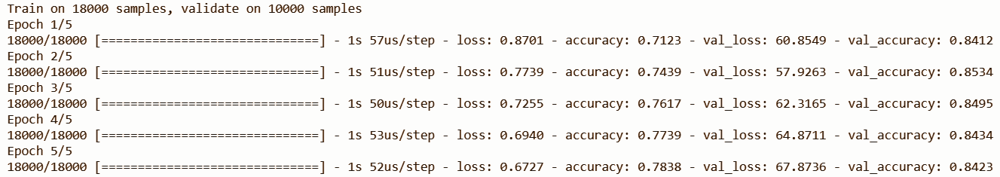 Train on 18000 samples, validate on 10000 samples
Epoch 1/5
18000/18000 [==============================] - 1s 57us/step - loss: 0.8701 - accuracy: 0.7123 - val_loss: 60.8549 - val_accuracy: 0.8412
Epoch 2/5
18000/18000 [==============================] - 1s 51us/step - loss: 0.7739 - accuracy: 0.7439 - val_loss: 57.9263 - val_accuracy: 0.8534
Epoch 3/5
18000/18000 [==============================] - 1s 50us/step - loss: 0.7255 - accuracy: 0.7617 - val_loss: 62.3165 - val_accuracy: 0.8495
Epoch 4/5
18000/18000 [==============================] - 1s 53us/step - loss: 0.6940 - accuracy: 0.7739 - val_loss: 64.8711 - val_accuracy: 0.8434
Epoch 5/5
18000/18000 [==============================] - 1s 52us/step - loss: 0.6727 - accuracy: 0.7838 - val_loss: 67.8736 - val_accuracy: 0.8423